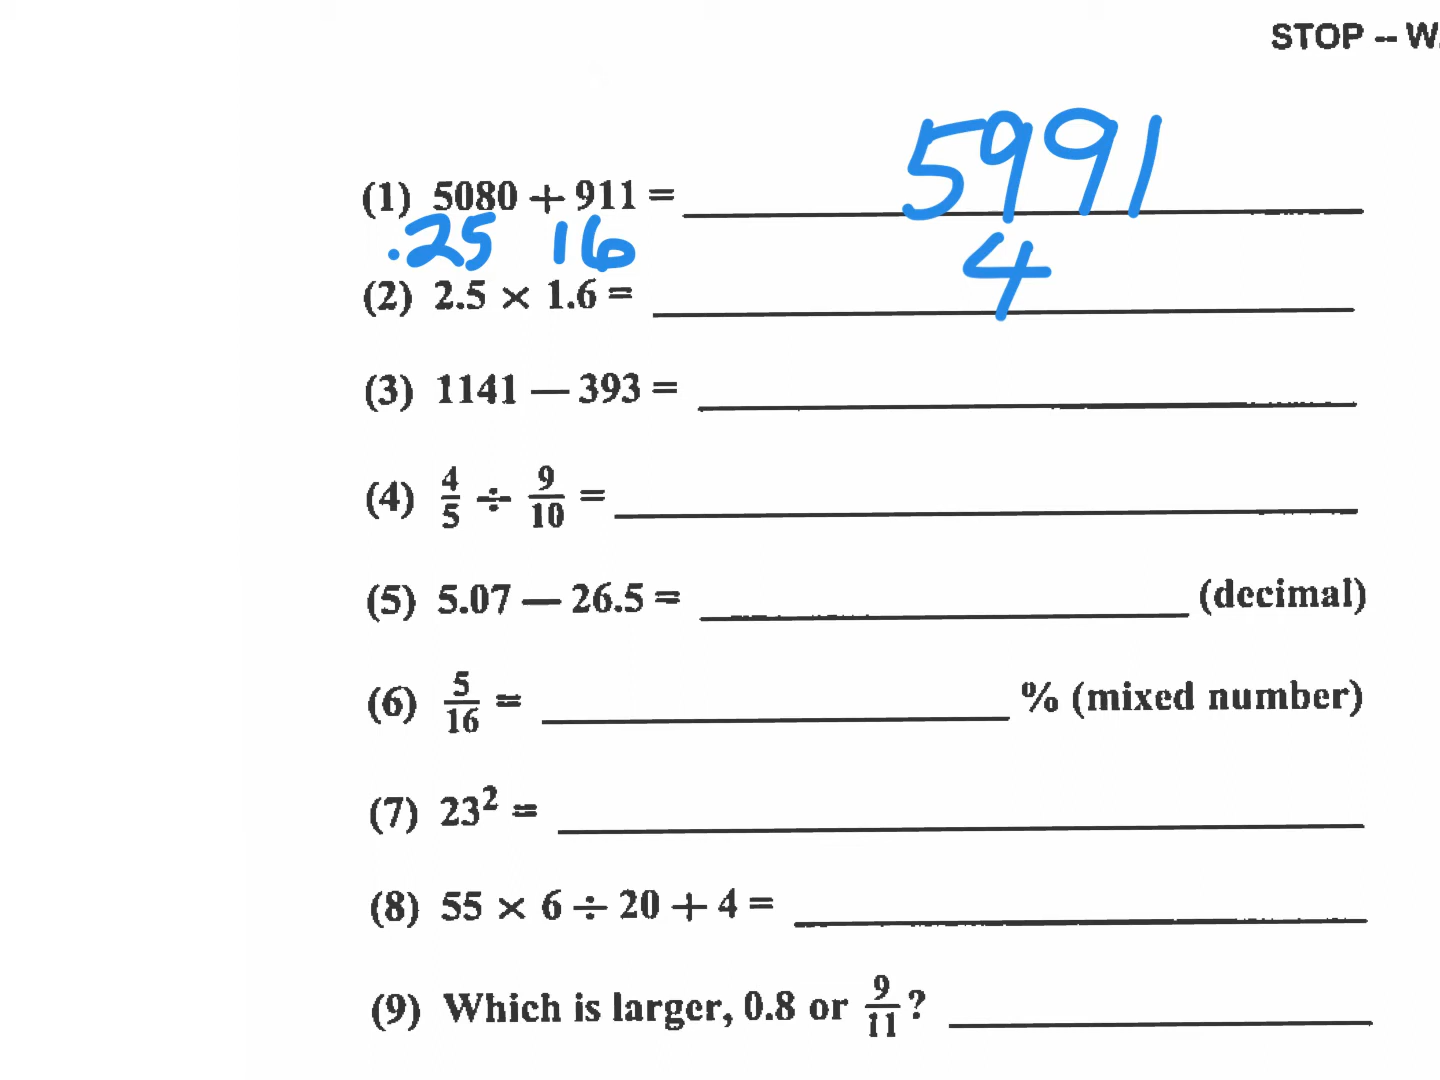 STOP -- W
(1) 5080 + 911 = 5991
.25 16
(2) 2.5 × 1.6 = 4
(3) 1141 — 393 =
(4) 4/5 ÷ 9/10 =
(5) 5.07 — 26.5 = (decimal)
(6) 5/16 = % (mixed number)
(7) 23² =
(8) 55 × 6 ÷ 20 + 4 =
(9) Which is larger, 0.8 or 9/11?